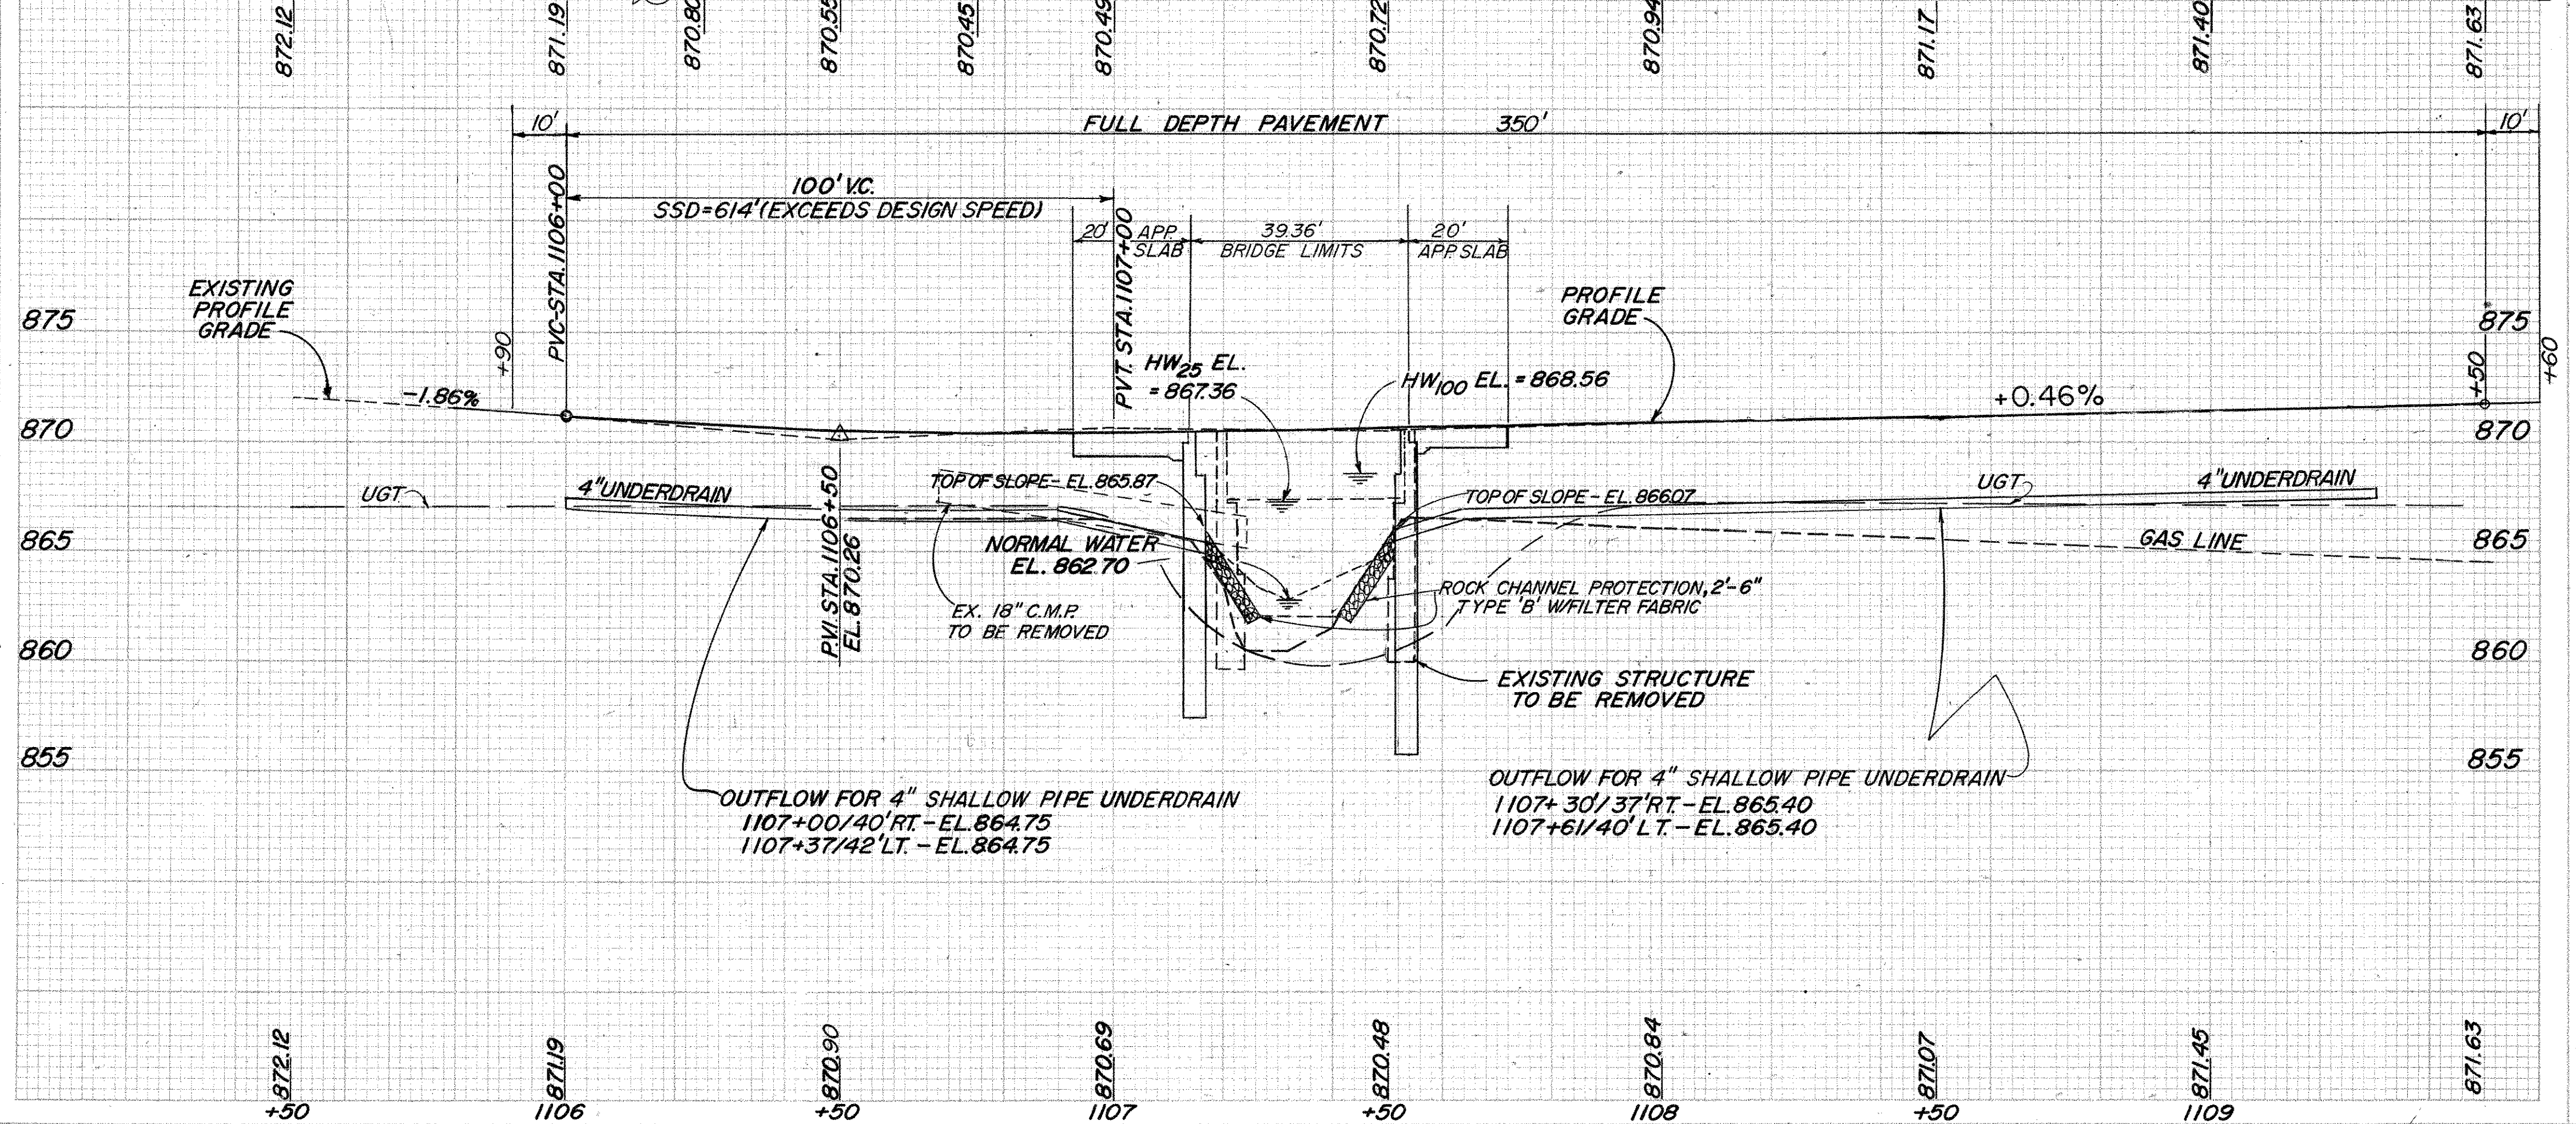 872.12
871.19
870.80
870.55
870.45
870.49
870.72
870.94
871.17
871.40
871.63
10'
FULL DEPTH PAVEMENT 350'
10'
PVC-STA. 1106+00
100' V.C.
SSD=614' (EXCEEDS DESIGN SPEED)
PVT. STA. 1107+00
20' APP. SLAB
39.36'
BRIDGE LIMITS
20'
APP. SLAB
EXISTING
PROFILE
GRADE
PROFILE
GRADE
875
875
+90
+50
+60
HW25 EL.
= 867.36
HW100 EL. = 868.56
-1.86%
+0.46%
870
870
UGT
4" UNDERDRAIN
TOP OF SLOPE - EL. 865.87
TOP OF SLOPE - EL. 866.07
UGT
4" UNDERDRAIN
P.V.I. STA. 1106+50
EL. 870.26
865
NORMAL WATER
EL. 862.70
GAS LINE
865
EX. 18" C.M.P.
TO BE REMOVED
ROCK CHANNEL PROTECTION, 2'-6"
TYPE 'B' W/FILTER FABRIC
860
860
EXISTING STRUCTURE
TO BE REMOVED
855
855
OUTFLOW FOR 4" SHALLOW PIPE UNDERDRAIN
1107+00/40' RT. - EL. 864.75
1107+37/42' LT. - EL. 864.75
OUTFLOW FOR 4" SHALLOW PIPE UNDERDRAIN
1107+30'/37' RT. - EL. 865.40
1107+61/40' LT. - EL. 865.40
872.12
871.19
870.90
870.69
870.48
870.84
871.07
871.45
871.63
+50
1106
+50
1107
+50
1108
+50
1109